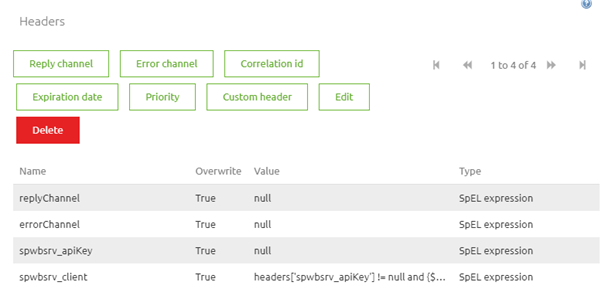 Headers
Reply channel Error channel Correlation id 1 to 4 of 4
Expiration date Priority Custom header Edit
Delete
Name Overwrite Value Type
replyChannel True null SpEL expression
errorChannel True null SpEL expression
spwbsrv_apiKey True null SpEL expression
spwbsrv_client True headers['spwbsrv_apiKey'] != null and {$... SpEL expression